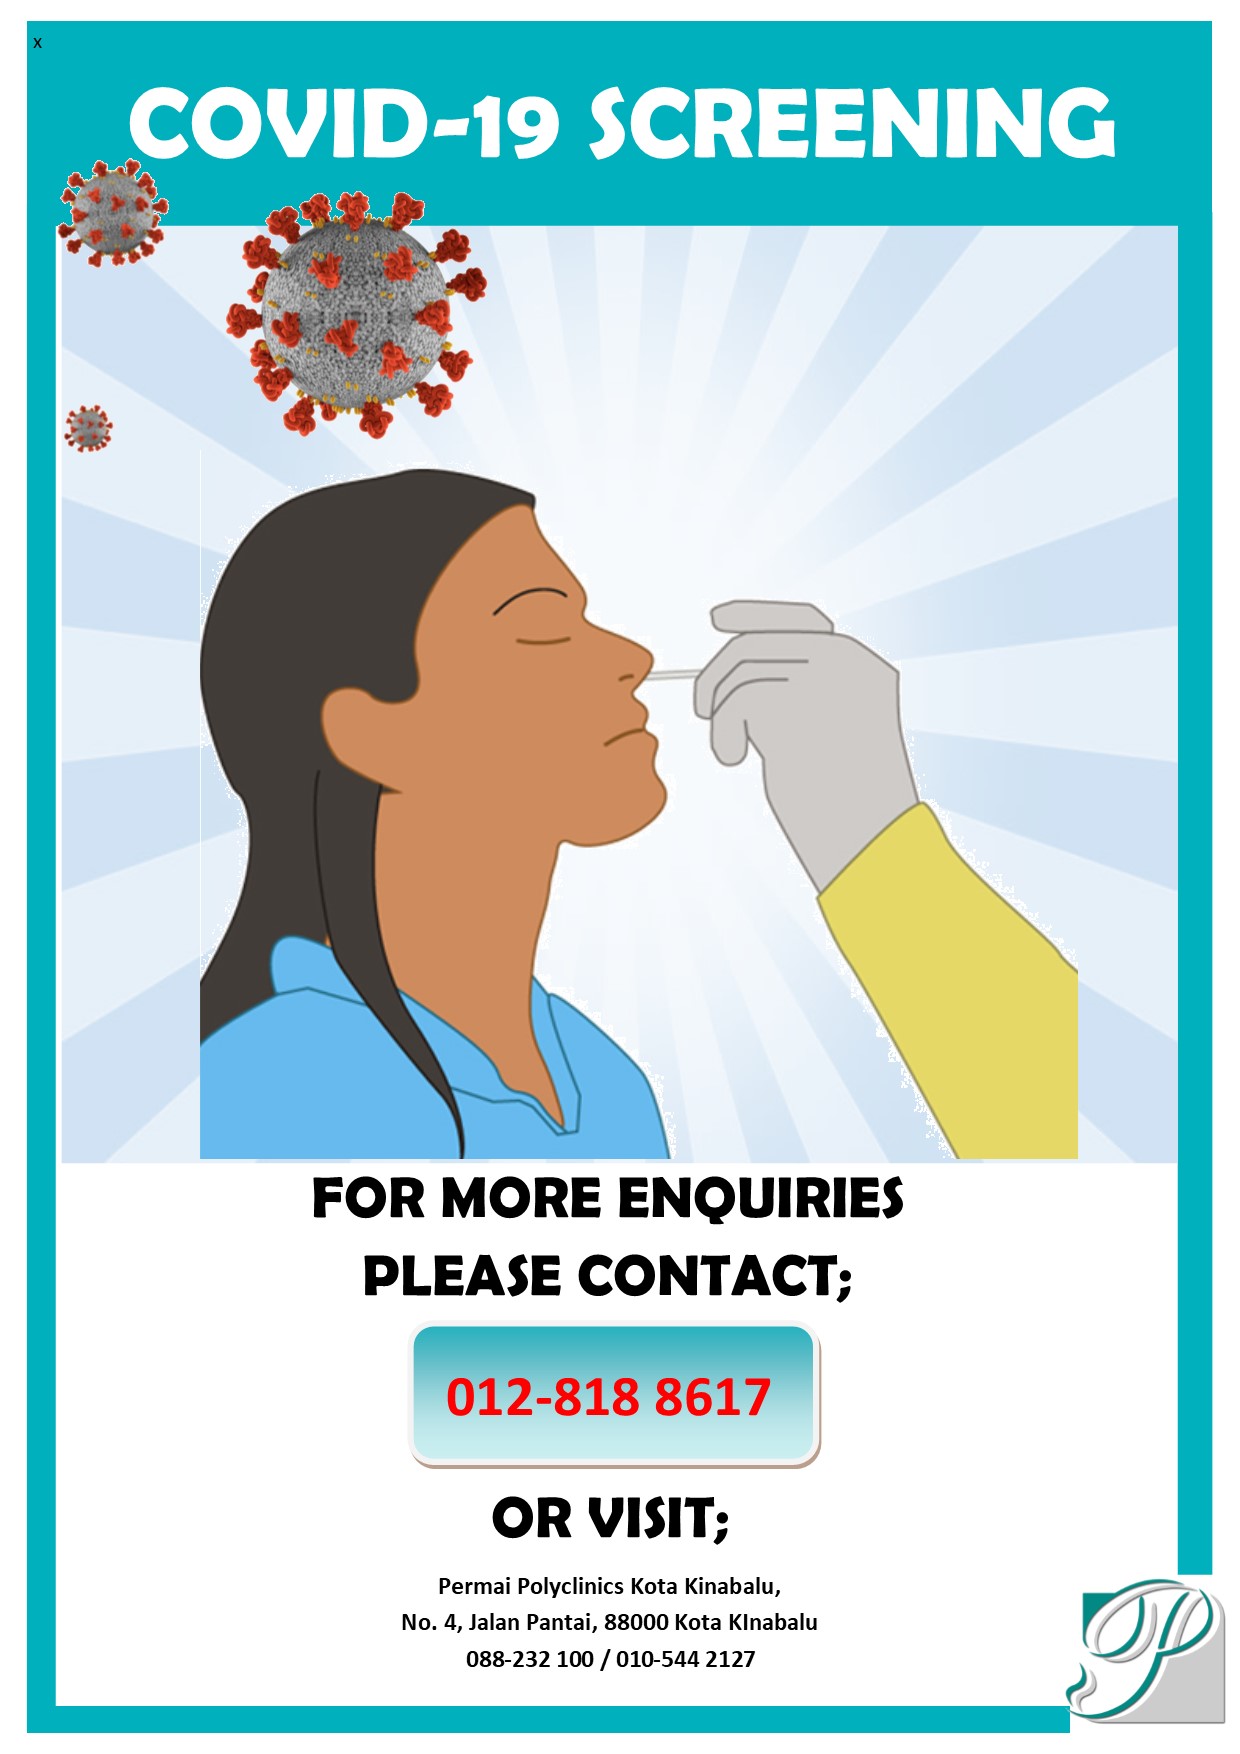 x
COVID-19 SCREENING
FOR MORE ENQUIRIES
PLEASE CONTACT;
012-818 8617
OR VISIT;
Permai Polyclinics Kota Kinabalu,
No. 4, Jalan Pantai, 88000 Kota KInabalu
088-232 100 / 010-544 2127
P